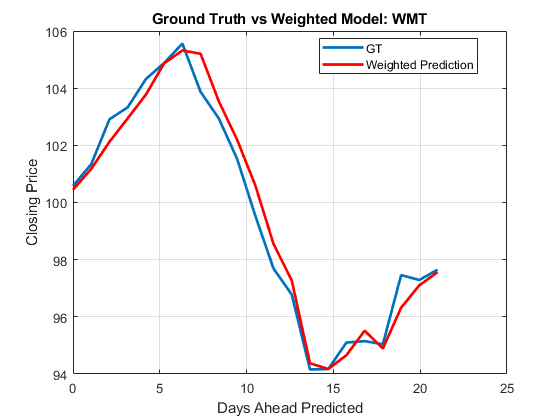 Ground Truth vs Weighted Model: WMT
GT
Weighted Prediction
106
104
102
100
98
96
94
Closing Price
0 5 10 15 20 25
Days Ahead Predicted